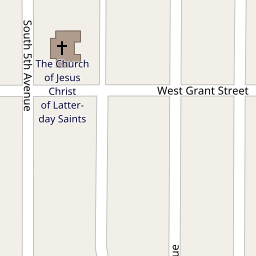 South 5th Avenue
The Church
of Jesus
Christ
of Latter-
day Saints
West Grant Street